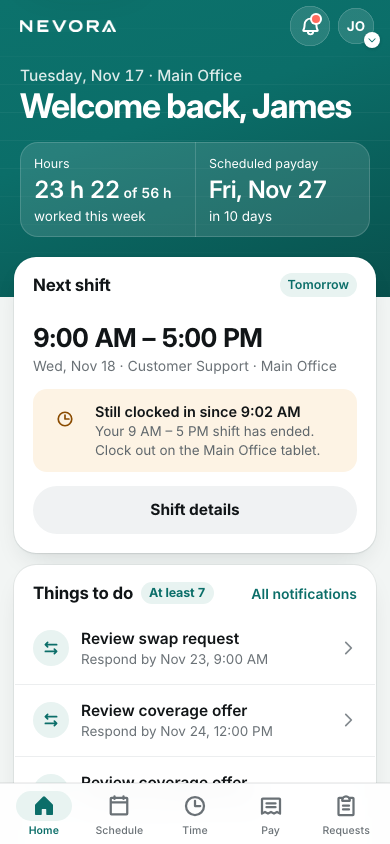 NEVORA
JO
Tuesday, Nov 17 · Main Office
Welcome back, James
Hours
23 h 22 of 56 h
worked this week
Scheduled payday
Fri, Nov 27
in 10 days
Next shift
Tomorrow
9:00 AM – 5:00 PM
Wed, Nov 18 · Customer Support · Main Office
Still clocked in since 9:02 AM
Your 9 AM – 5 PM shift has ended.
Clock out on the Main Office tablet.
Shift details
Things to do
At least 7
All notifications
Review swap request
Respond by Nov 23, 9:00 AM
Review coverage offer
Respond by Nov 24, 12:00 PM
Review coverage offer
Home
Schedule
Time
Pay
Requests